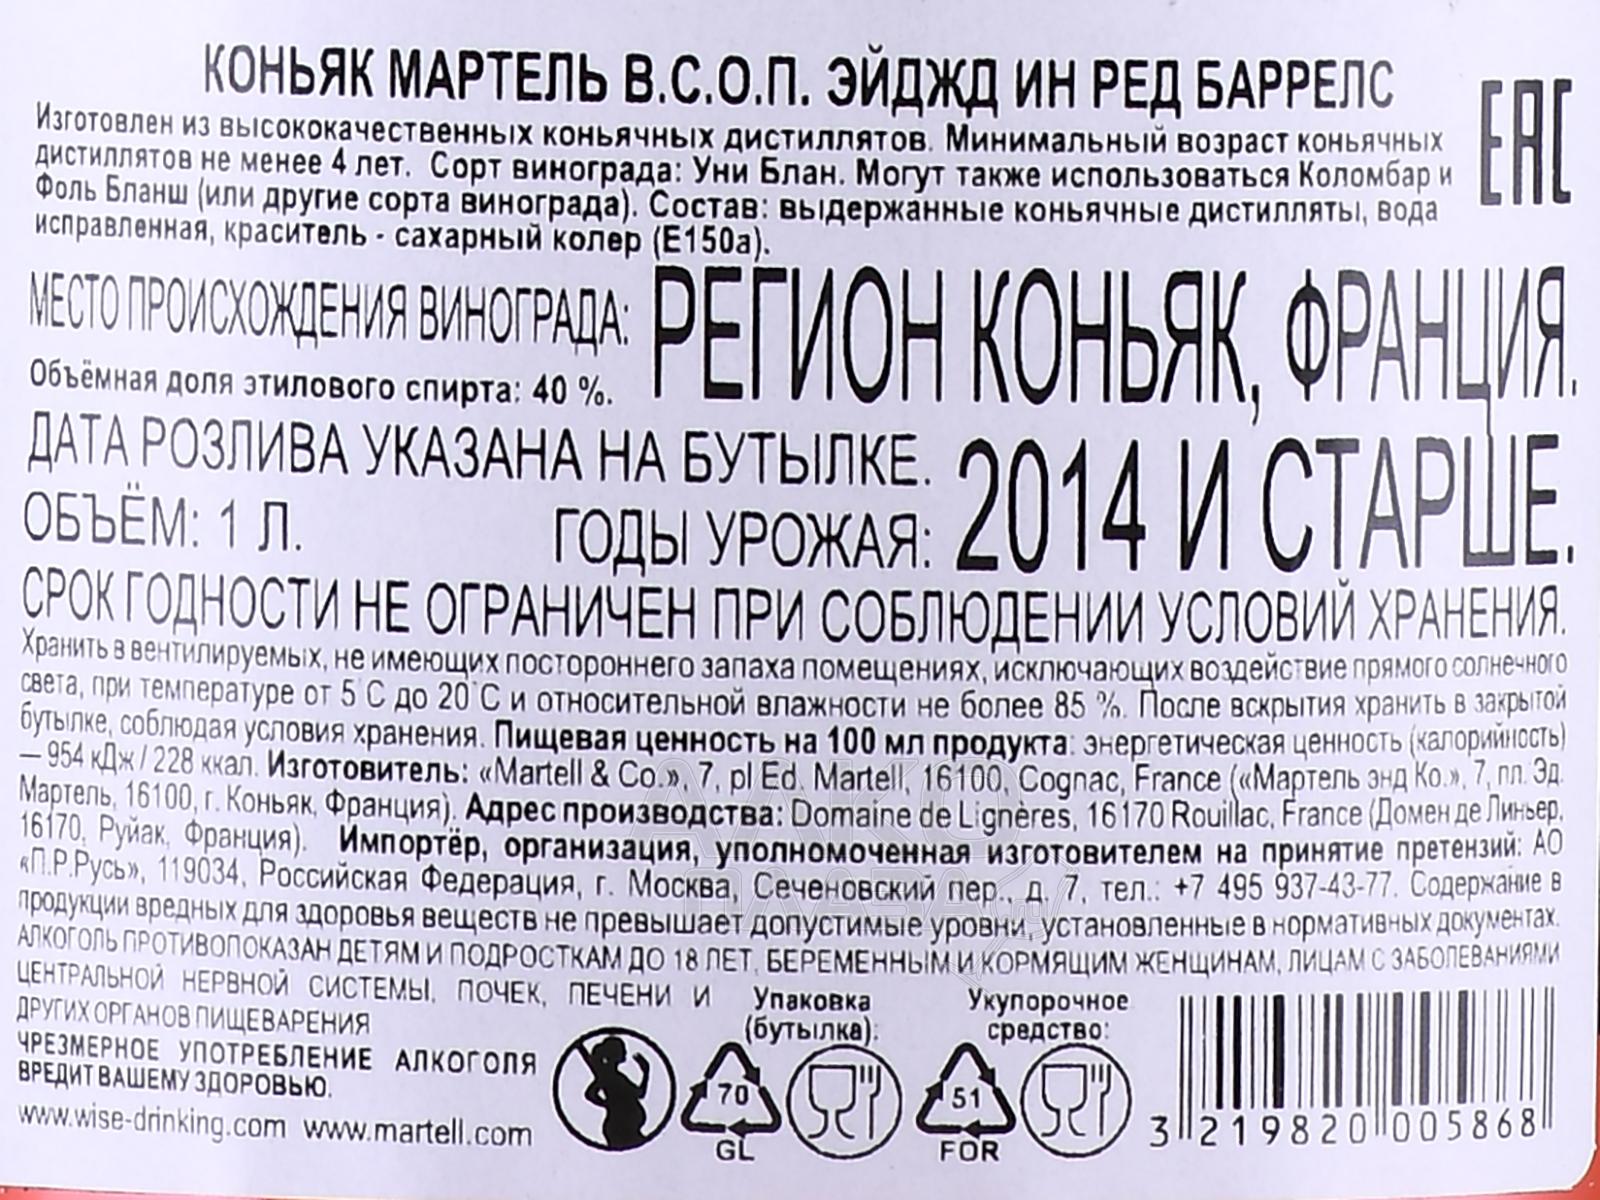 КОНЬЯК МАРТЕЛЬ В.С.О.П. ЭЙДЖД ИН РЕД БАРРЕЛС
EAC
Изготовлен из высококачественных коньячных дистиллятов. Минимальный возраст коньячных
дистиллятов не менее 4 лет. Сорт винограда: Уни Блан. Могут также использоваться Коломбар и
Фоль Бланш (или другие сорта винограда). Состав: выдержанные коньячные дистилляты, вода
исправленная, краситель - сахарный колер (Е150а).
МЕСТО ПРОИСХОЖДЕНИЯ ВИНОГРАДА: РЕГИОН КОНЬЯК, ФРАНЦИЯ.
Объёмная доля этилового спирта: 40 %.
ДАТА РОЗЛИВА УКАЗАНА НА БУТЫЛКЕ.
ОБЪЁМ: 1 Л. ГОДЫ УРОЖАЯ: 2014 И СТАРШЕ.
СРОК ГОДНОСТИ НЕ ОГРАНИЧЕН ПРИ СОБЛЮДЕНИИ УСЛОВИЙ ХРАНЕНИЯ.
Хранить в вентилируемых, не имеющих постороннего запаха помещениях, исключающих воздействие прямого солнечного
света, при температуре от 5°С до 20°С и относительной влажности не более 85 %. После вскрытия хранить в закрытой
бутылке, соблюдая условия хранения. Пищевая ценность на 100 мл продукта: энергетическая ценность (калорийность)
— 954 кДж / 228 ккал. Изготовитель: «Martell & Co.», 7, pl Ed. Martell, 16100, Cognac, France («Мартель энд Ко.», 7, пл. Эд.
Мартель, 16100, г. Коньяк, Франция). Адрес производства: Domaine de Lignères, 16170 Rouillac, France (Домен де Линьер,
16170, Руйак, Франция). Импортёр, организация, уполномоченная изготовителем на принятие претензий: АО
«П.Р.Русь», 119034, Российская Федерация, г. Москва, Сеченовский пер., д. 7, тел.: +7 495 937-43-77. Содержание в
продукции вредных для здоровья веществ не превышает допустимые уровни, установленные в нормативных документах.
АЛКОГОЛЬ ПРОТИВОПОКАЗАН ДЕТЯМ И ПОДРОСТКАМ ДО 18 ЛЕТ, БЕРЕМЕННЫМ И КОРМЯЩИМ ЖЕНЩИНАМ, ЛИЦАМ С ЗАБОЛЕВАНИЯМИ
ЦЕНТРАЛЬНОЙ НЕРВНОЙ СИСТЕМЫ, ПОЧЕК, ПЕЧЕНИ И
ДРУГИХ ОРГАНОВ ПИЩЕВАРЕНИЯ
ЧРЕЗМЕРНОЕ УПОТРЕБЛЕНИЕ АЛКОГОЛЯ
ВРЕДИТ ВАШЕМУ ЗДОРОВЬЮ.
www.wise-drinking.com www.martell.com
Упаковка
(бутылка):
70
GL
Укупорочное
средство:
51
FOR
3 219820 005868